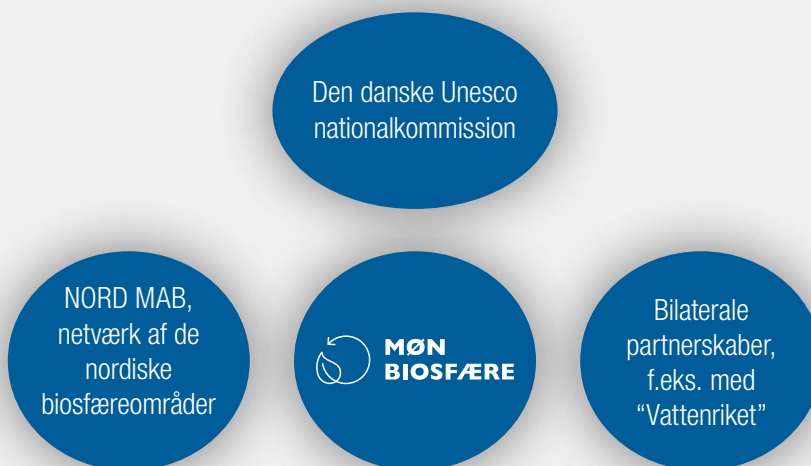 Den danske Unesco
nationalkommission
NORD MAB,
netværk af de
nordiske
biosfæreområder
MØN
BIOSFÆRE
Bilaterale
partnerskaber,
f.eks. med
“Vattenriket”